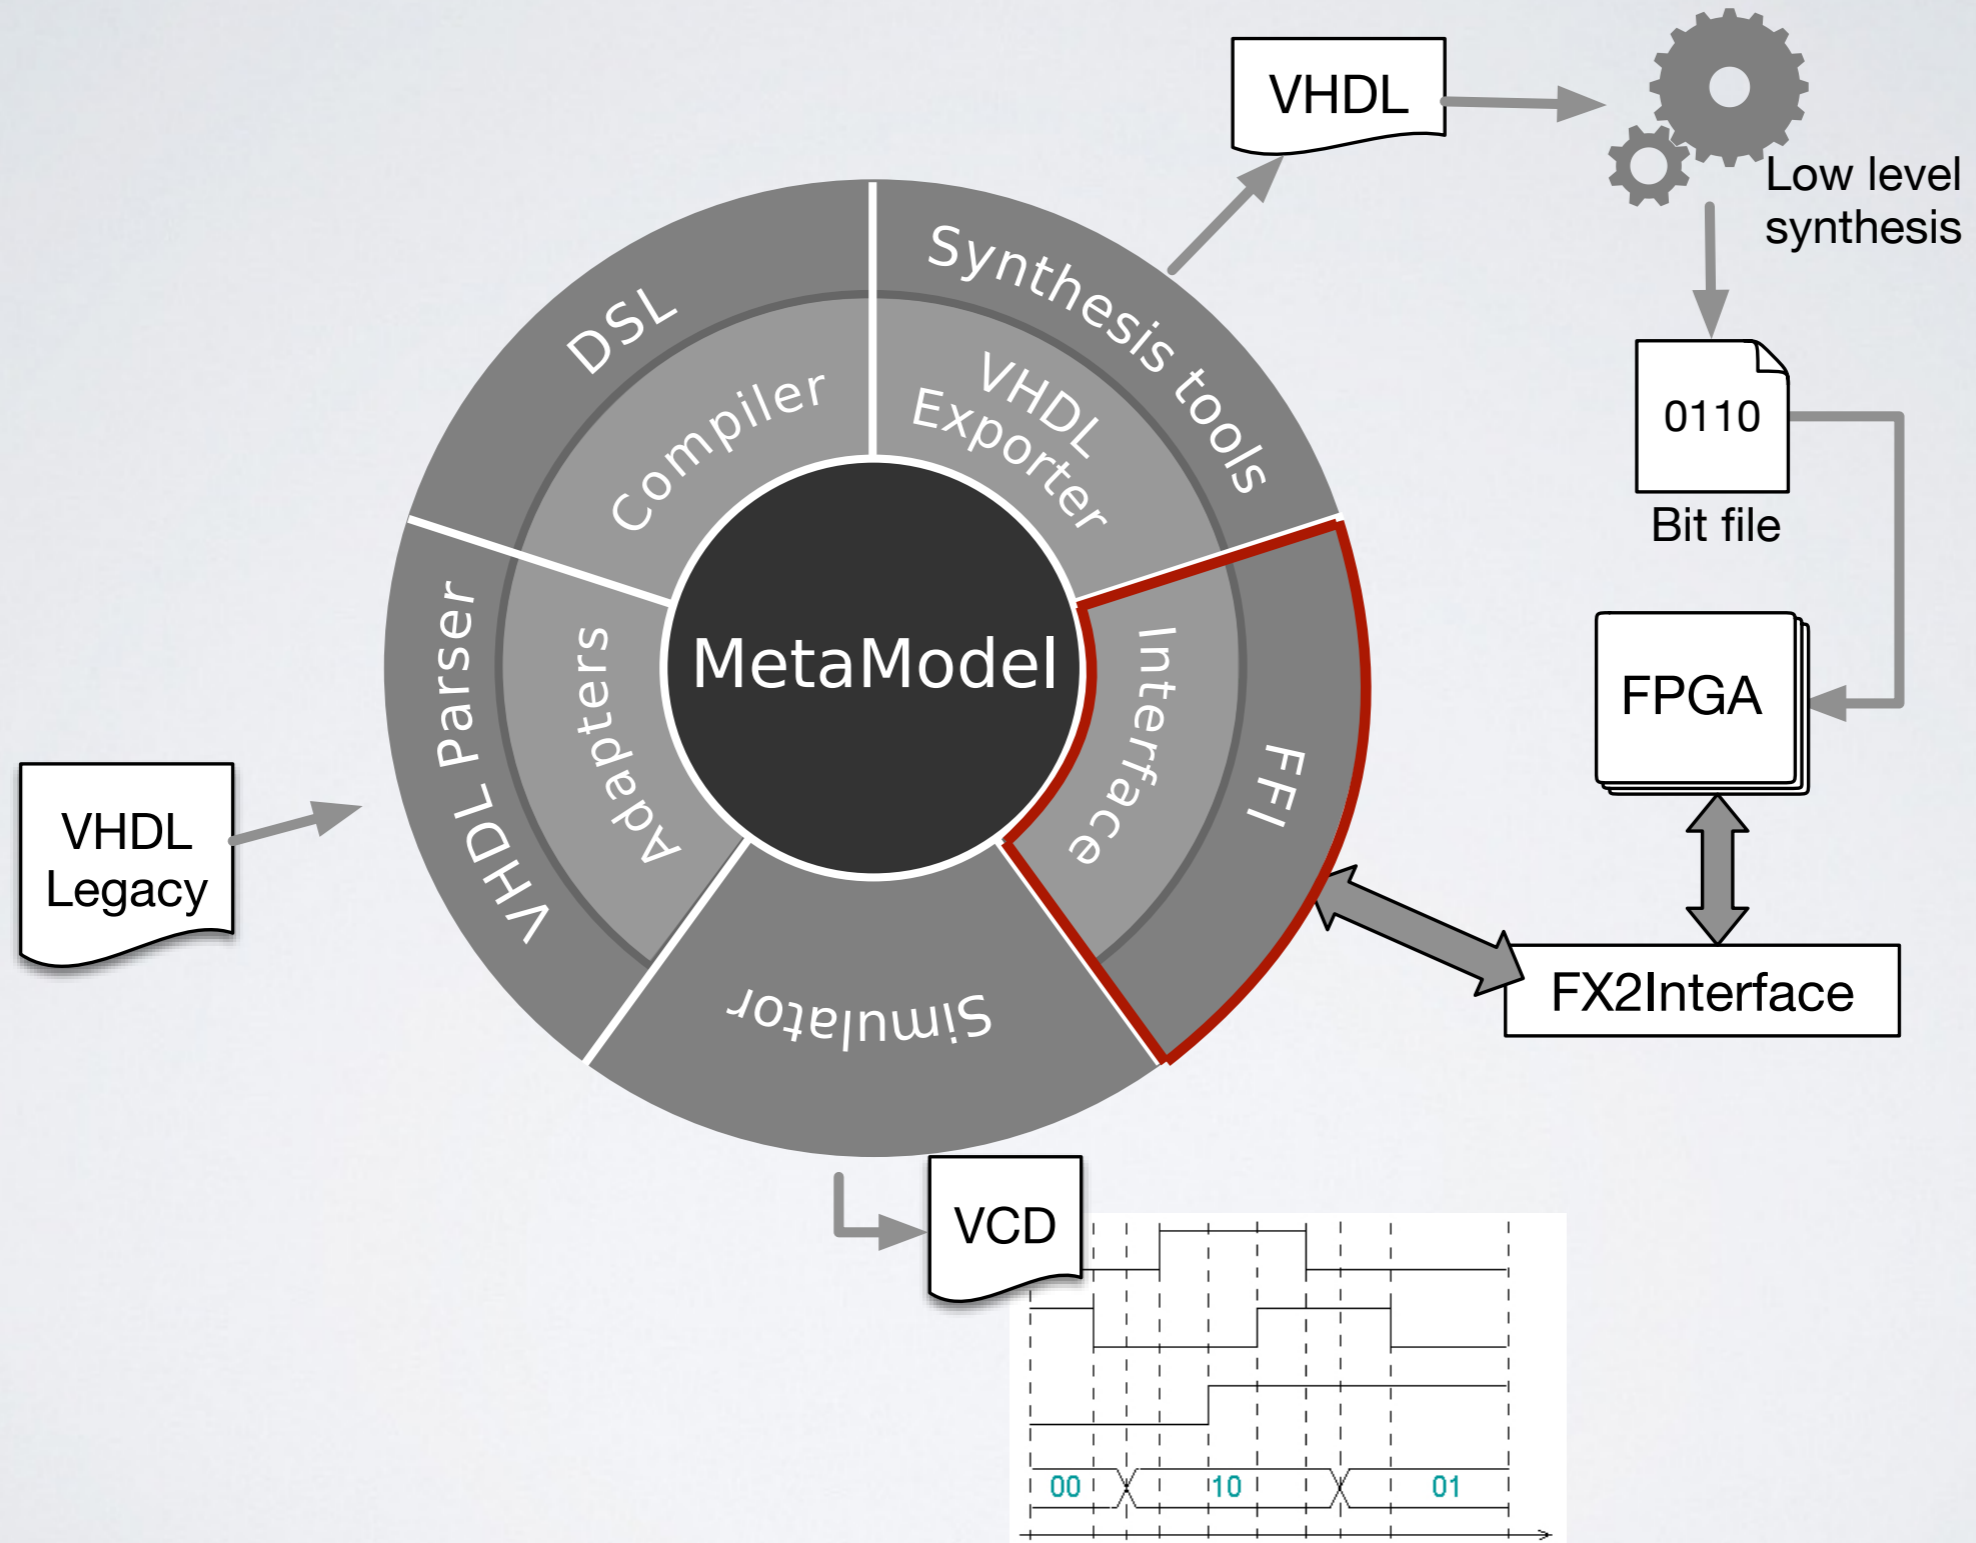 VHDL
Low level
synthesis
DSL
Synthesis tools
Compiler
VHDL
Exporter
0110
Bit file
VHDL Parser
Adapters
MetaModel
Interface
FFI
FPGA
VHDL
Legacy
Simulator
FX2Interface
VCD
00
10
01